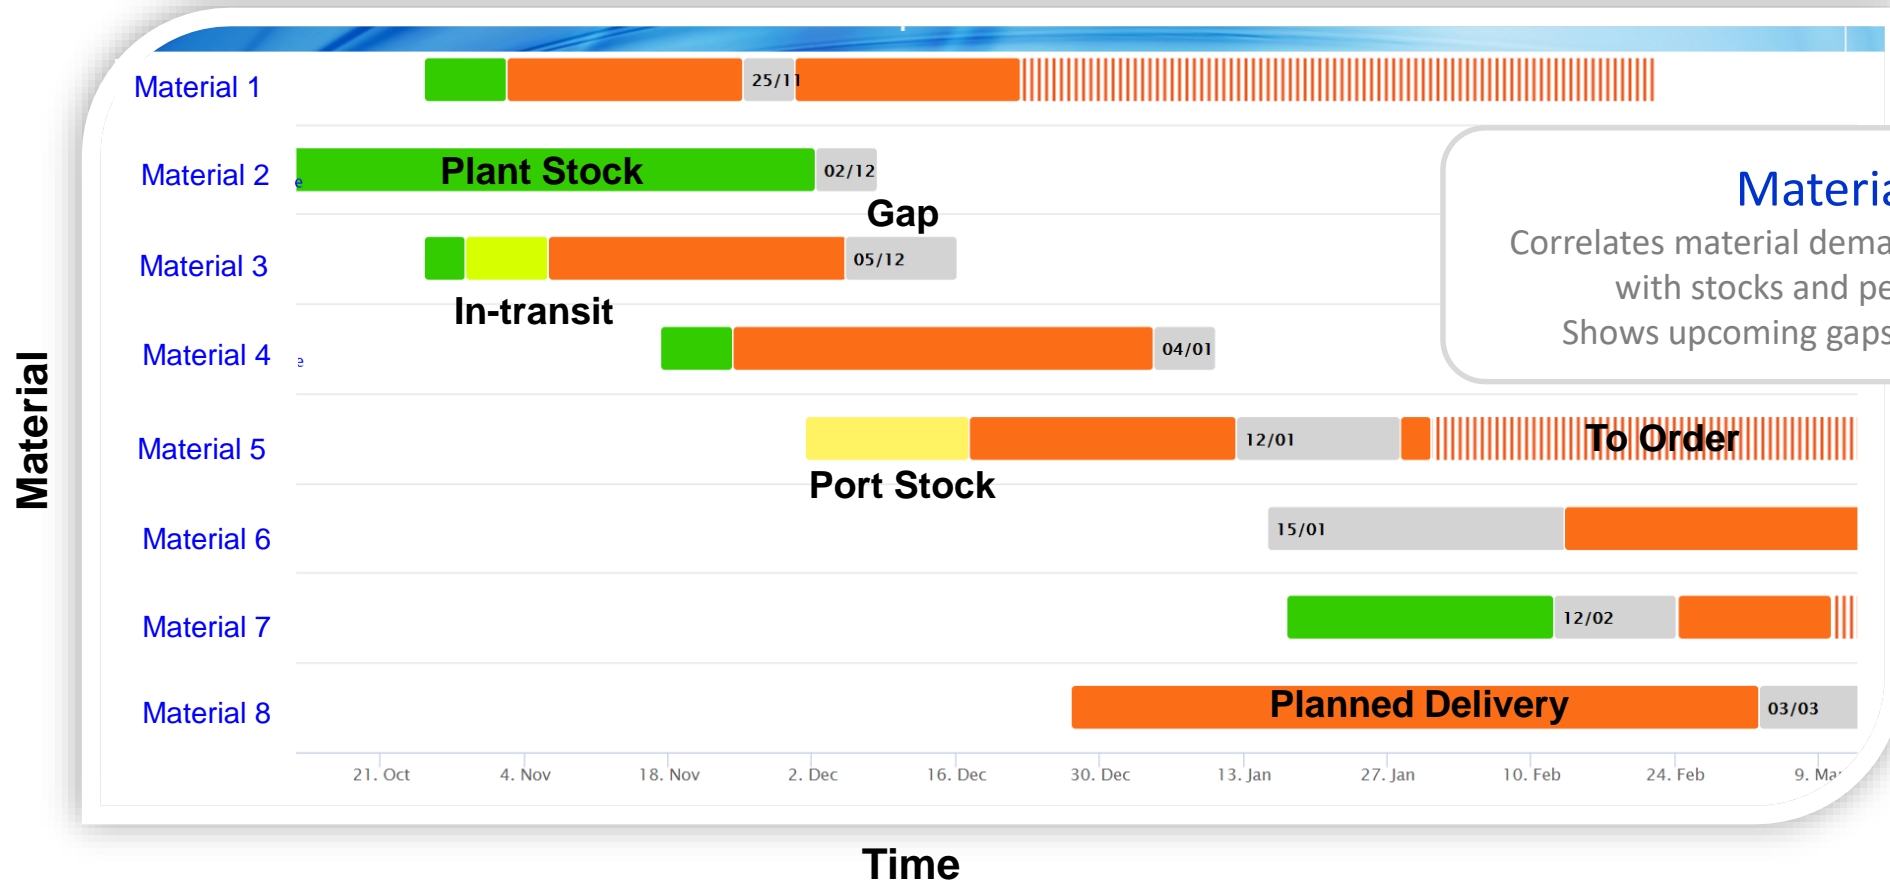 Material 1
25/11
Material 2
Plant Stock
02/12
Gap
Material 3
05/12
In-transit
Material 4
04/01
Materia
Correlates material dema
with stocks and pe
Shows upcoming gaps
Material 5
12/01
To Order
Port Stock
Material 6
15/01
Material 7
12/02
Material 8
Planned Delivery
03/03
21. Oct 4. Nov 18. Nov 2. Dec 16. Dec 30. Dec 13. Jan 27. Jan 10. Feb 24. Feb 9. Mar
Material
Time